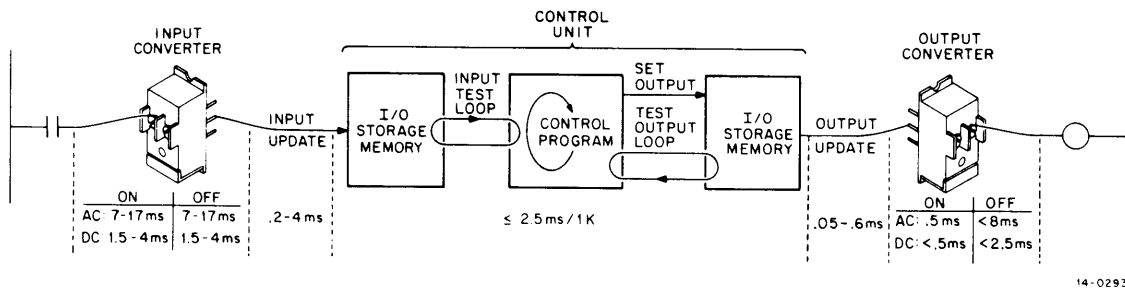 CONTROL
UNIT
INPUT
CONVERTER
OUTPUT
CONVERTER
INPUT
UPDATE
I/O
STORAGE
MEMORY
INPUT
TEST
LOOP
CONTROL
PROGRAM
SET
OUTPUT
TEST
OUTPUT
LOOP
I/O
STORAGE
MEMORY
OUTPUT
UPDATE
ON OFF
AC: 7-17ms 7-17ms
DC: 1.5-4ms 1.5-4ms
.2-4ms
≤ 2.5ms/1K
.05-.6ms
ON OFF
AC: .5ms <8ms
DC: <.5ms <2.5ms
14-0293